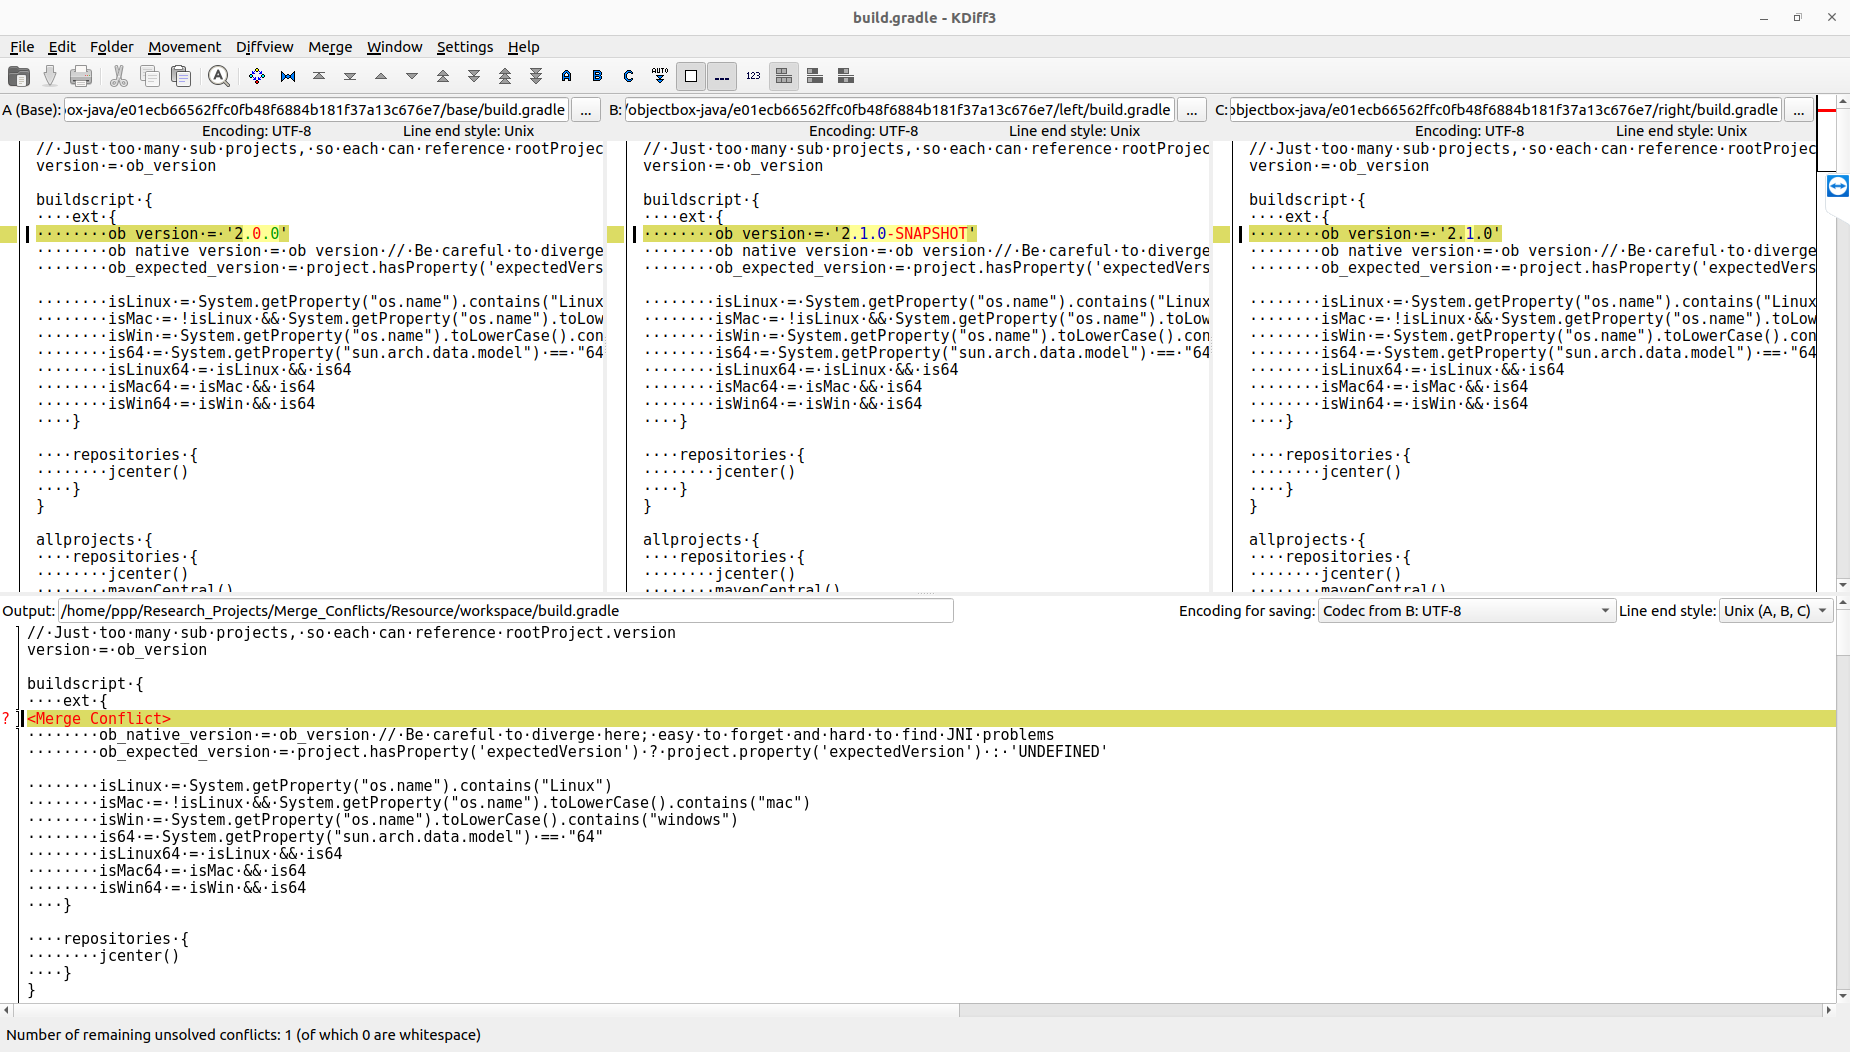 build.gradle - KDiff3
File Edit Folder Movement Diffview Merge Window Settings Help
A B C AUTO 123
A (Base): ox-java/e01ecb66562ffc0fb48f6884b181f37a13c676e7/base/build.gradle ... B: /objectbox-java/e01ecb66562ffc0fb48f6884b181f37a13c676e7/left/build.gradle ... C: objectbox-java/e01ecb66562ffc0fb48f6884b181f37a13c676e7/right/build.gradle ...
Encoding: UTF-8 Line end style: Unix Encoding: UTF-8 Line end style: Unix Encoding: UTF-8 Line end style: Unix
//·Just·too·many·sub·projects,·so·each·can·reference·rootProjec
version·=·ob_version
buildscript·{
····ext·{
········ob_version·=·'2.0.0'
········ob_native_version·=·ob_version·//·Be·careful·to·diverge
········ob_expected_version·=·project.hasProperty('expectedVers
········isLinux·=·System.getProperty("os.name").contains("Linux
········isMac·=·!isLinux·&&·System.getProperty("os.name").toLow
········isWin·=·System.getProperty("os.name").toLowerCase().con
········is64·=·System.getProperty("sun.arch.data.model")·==·"64
········isLinux64·=·isLinux·&&·is64
········isMac64·=·isMac·&&·is64
········isWin64·=·isWin·&&·is64
····}
····repositories·{
········jcenter()
····}
}
allprojects·{
····repositories·{
········jcenter()
········mavenCentral()
//·Just·too·many·sub·projects,·so·each·can·reference·rootProjec
version·=·ob_version
buildscript·{
····ext·{
········ob_version·=·'2.1.0-SNAPSHOT'
········ob_native_version·=·ob_version·//·Be·careful·to·diverge
········ob_expected_version·=·project.hasProperty('expectedVers
········isLinux·=·System.getProperty("os.name").contains("Linux
········isMac·=·!isLinux·&&·System.getProperty("os.name").toLow
········isWin·=·System.getProperty("os.name").toLowerCase().con
········is64·=·System.getProperty("sun.arch.data.model")·==·"64
········isLinux64·=·isLinux·&&·is64
········isMac64·=·isMac·&&·is64
········isWin64·=·isWin·&&·is64
····}
····repositories·{
········jcenter()
····}
}
allprojects·{
····repositories·{
········jcenter()
········mavenCentral()
//·Just·too·many·sub·projects,·so·each·can·reference·rootProjec
version·=·ob_version
buildscript·{
····ext·{
········ob_version·=·'2.1.0'
········ob_native_version·=·ob_version·//·Be·careful·to·diverge
········ob_expected_version·=·project.hasProperty('expectedVers
········isLinux·=·System.getProperty("os.name").contains("Linux
········isMac·=·!isLinux·&&·System.getProperty("os.name").toLow
········isWin·=·System.getProperty("os.name").toLowerCase().con
········is64·=·System.getProperty("sun.arch.data.model")·==·"64
········isLinux64·=·isLinux·&&·is64
········isMac64·=·isMac·&&·is64
········isWin64·=·isWin·&&·is64
····}
····repositories·{
········jcenter()
····}
}
allprojects·{
····repositories·{
········jcenter()
········mavenCentral()
Output: /home/ppp/Research_Projects/Merge_Conflicts/Resource/workspace/build.gradle Encoding for saving: Codec from B: UTF-8 Line end style: Unix (A, B, C)
//·Just·too·many·sub·projects,·so·each·can·reference·rootProject.version
version·=·ob_version
buildscript·{
····ext·{
? <Merge Conflict>
········ob_native_version·=·ob_version·//·Be·careful·to·diverge·here;·easy·to·forget·and·hard·to·find·JNI·problems
········ob_expected_version·=·project.hasProperty('expectedVersion')·?·project.property('expectedVersion')·:·'UNDEFINED'
········isLinux·=·System.getProperty("os.name").contains("Linux")
········isMac·=·!isLinux·&&·System.getProperty("os.name").toLowerCase().contains("mac")
········isWin·=·System.getProperty("os.name").toLowerCase().contains("windows")
········is64·=·System.getProperty("sun.arch.data.model")·==·"64"
········isLinux64·=·isLinux·&&·is64
········isMac64·=·isMac·&&·is64
········isWin64·=·isWin·&&·is64
····}
····repositories·{
········jcenter()
····}
}
Number of remaining unsolved conflicts: 1 (of which 0 are whitespace)